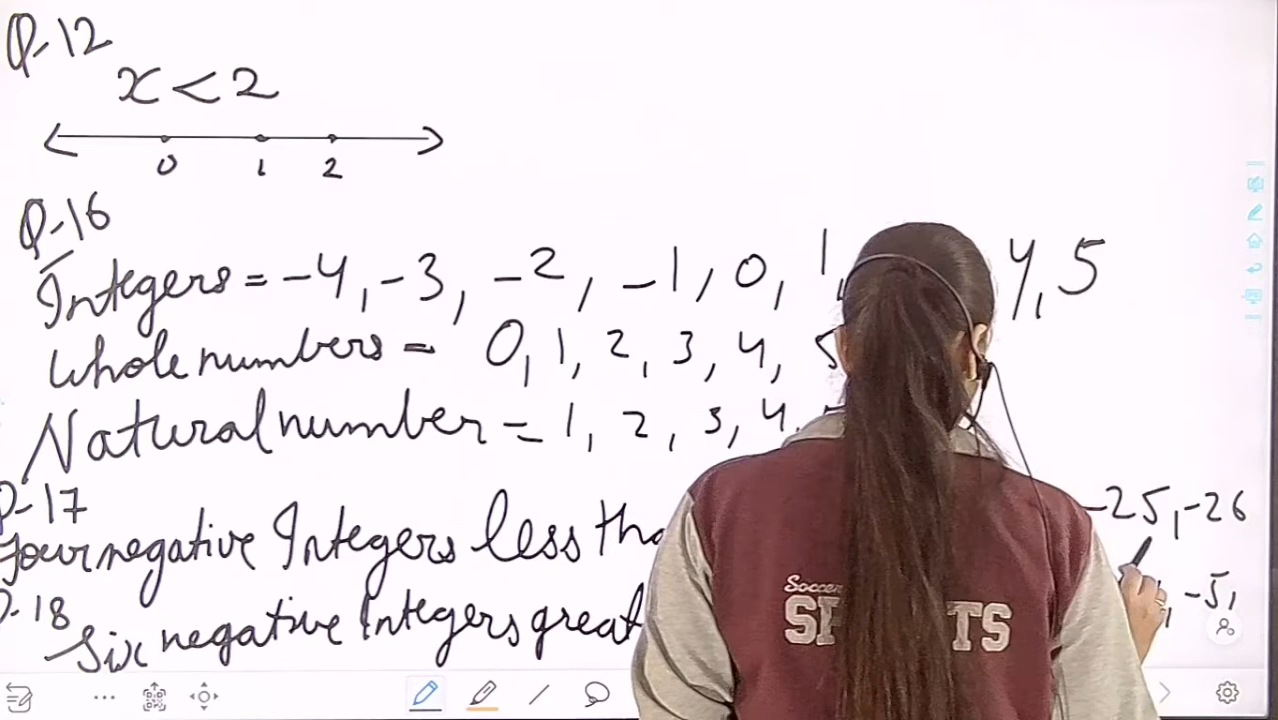 Q-12
x < 2
0 1 2
Q-16
Integers = -4, -3, -2, -1, 0, 1, 4, 5
Whole numbers = 0, 1, 2, 3, 4, 5
Natural number = 1, 2, 3, 4,
Q-17
Four negative Integers less tha -25, -26
Q-18
Six negative Integers great -5,
Soccer
SPORTS